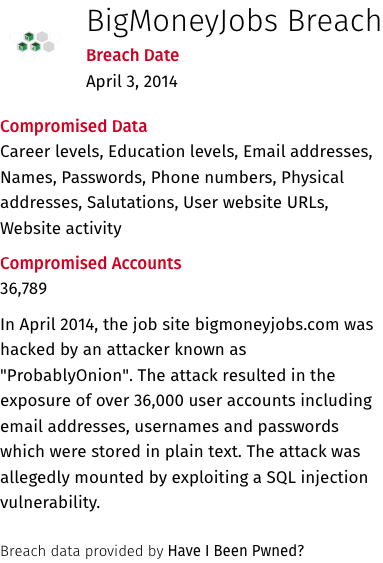 BigMoneyJobs Breach
Breach Date
April 3, 2014
Compromised Data
Career levels, Education levels, Email addresses,
Names, Passwords, Phone numbers, Physical
addresses, Salutations, User website URLs,
Website activity
Compromised Accounts
36,789
In April 2014, the job site bigmoneyjobs.com was
hacked by an attacker known as
"ProbablyOnion". The attack resulted in the
exposure of over 36,000 user accounts including
email addresses, usernames and passwords
which were stored in plain text. The attack was
allegedly mounted by exploiting a SQL injection
vulnerability.
Breach data provided by Have I Been Pwned?